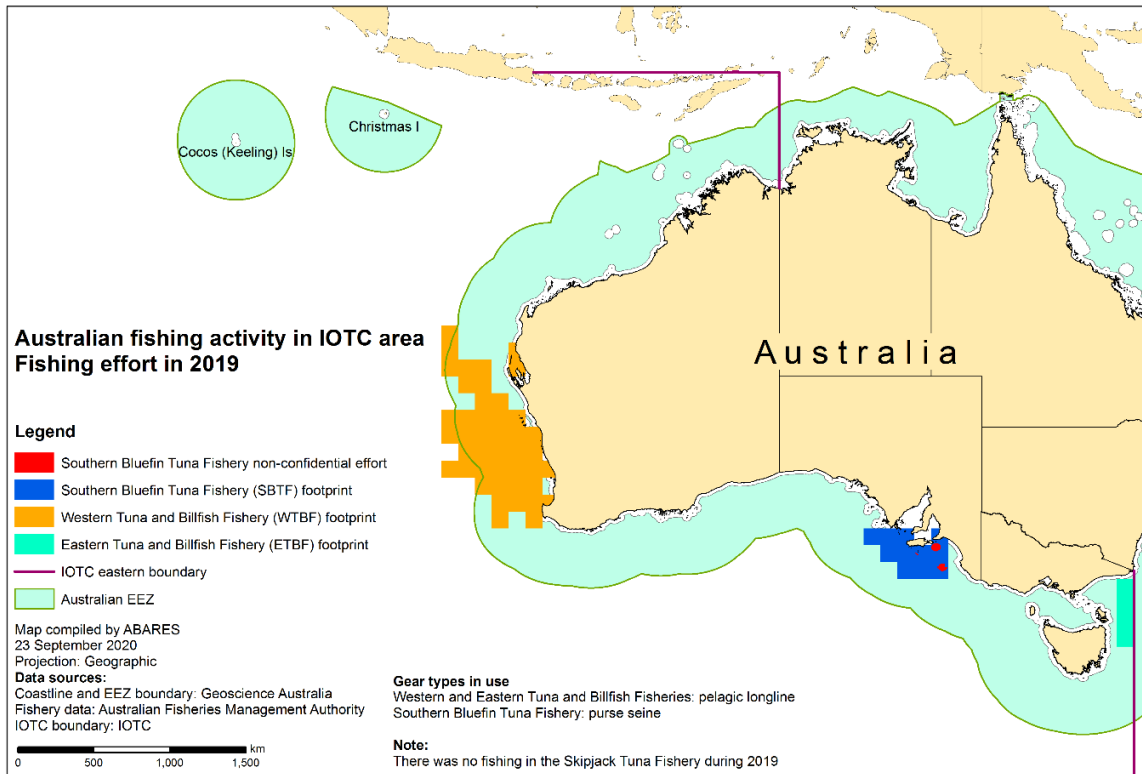 Cocos (Keeling) Is
Christmas I
Australia
Australian fishing activity in IOTC area
Fishing effort in 2019
Legend
Southern Bluefin Tuna Fishery non-confidential effort
Southern Bluefin Tuna Fishery (SBTF) footprint
Western Tuna and Billfish Fishery (WTBF) footprint
Eastern Tuna and Billfish Fishery (ETBF) footprint
IOTC eastern boundary
Australian EEZ
Map compiled by ABARES
23 September 2020
Projection: Geographic
Data sources:
Coastline and EEZ boundary: Geoscience Australia
Fishery data: Australian Fisheries Management Authority
IOTC boundary: IOTC
km
0 500 1,000 1,500
Gear types in use
Western and Eastern Tuna and Billfish Fisheries: pelagic longline
Southern Bluefin Tuna Fishery: purse seine
Note:
There was no fishing in the Skipjack Tuna Fishery during 2019